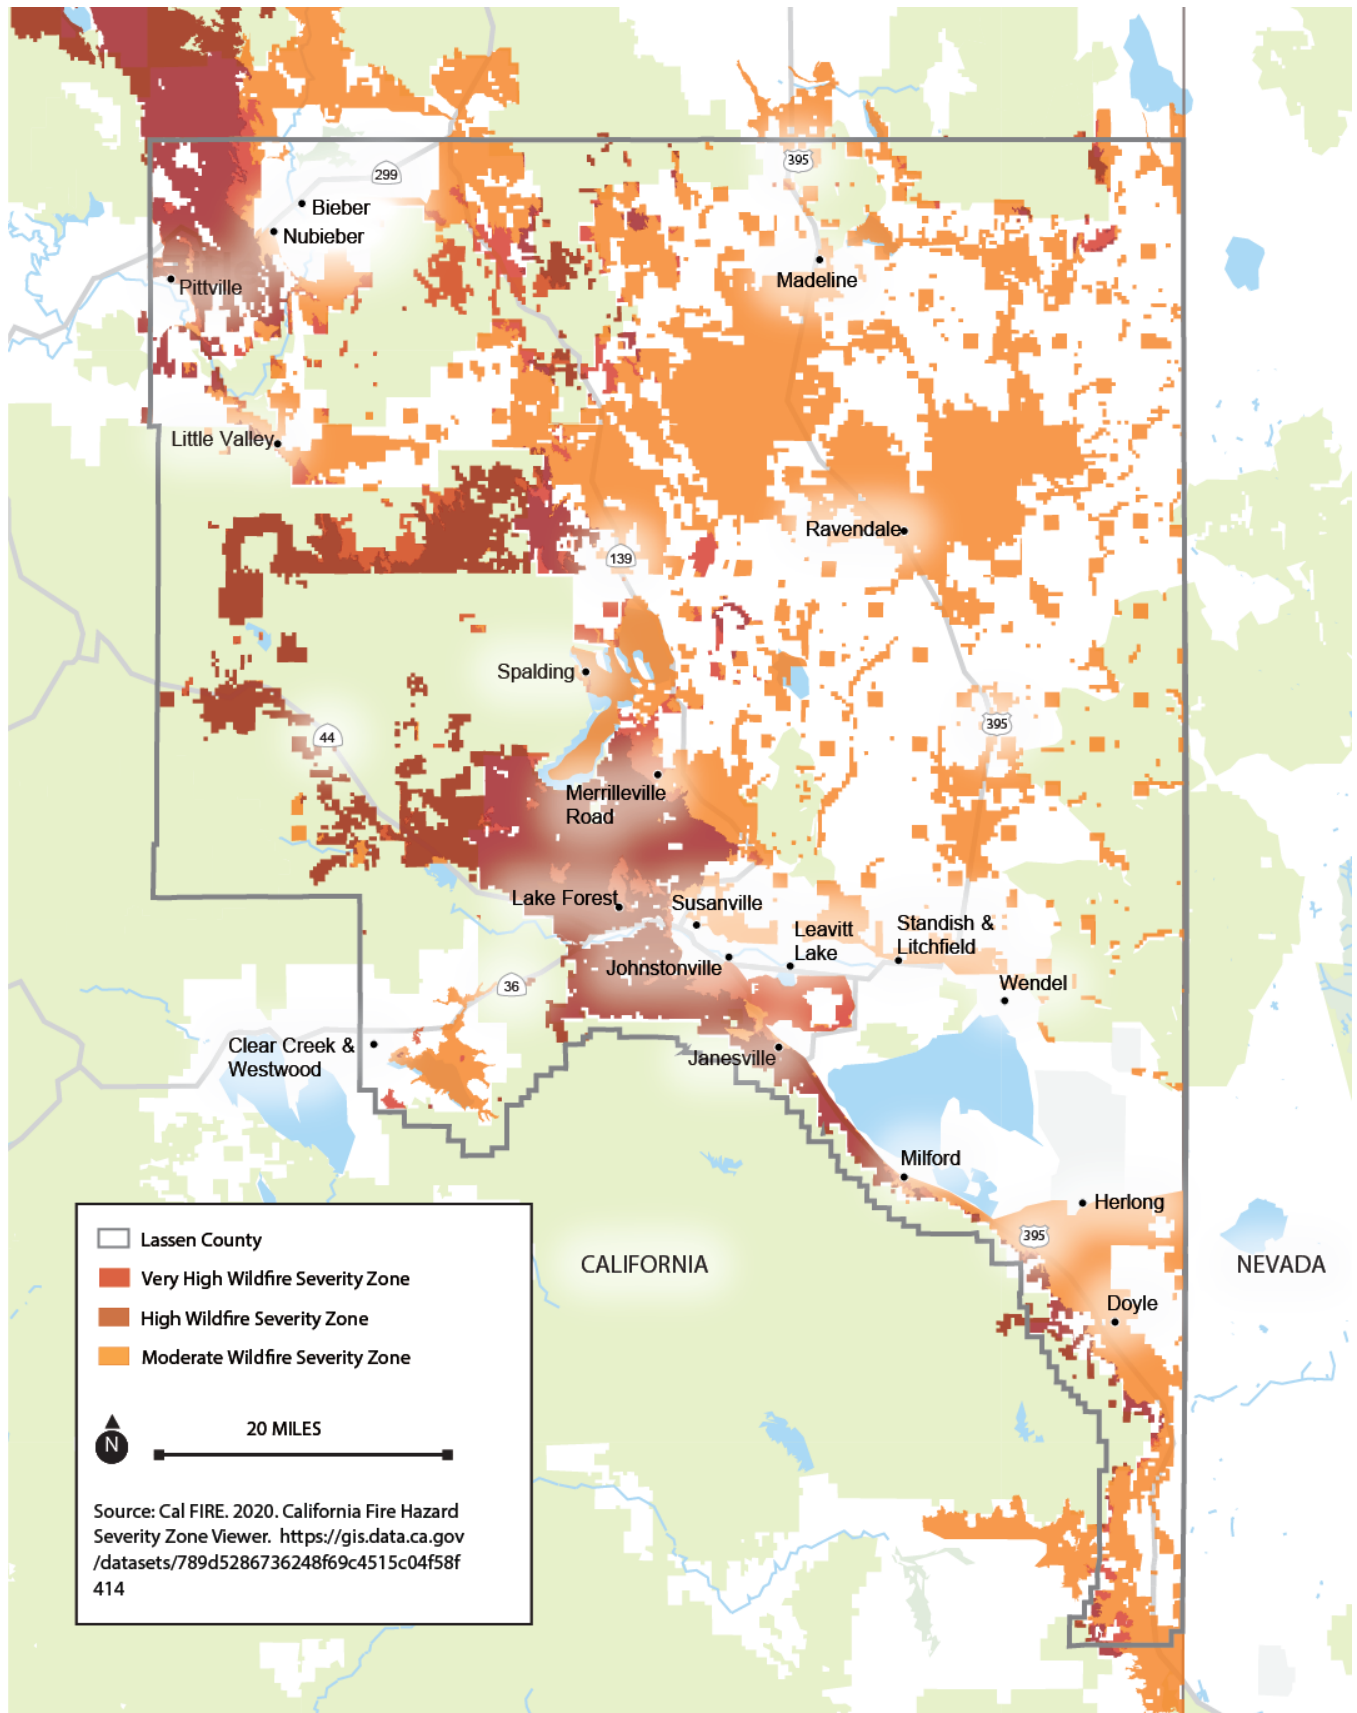 299
395
Bieber
Nubieber
Pittville
Madeline
Little Valley
Ravendale
139
Spalding
44
395
Merrilleville
Road
Lake Forest
Susanville
Leavitt
Lake
Standish &
Litchfield
Johnstonville
36
Wendel
Clear Creek &
Westwood
Janesville
Milford
Herlong
395
CALIFORNIA
NEVADA
Doyle
Lassen County
Very High Wildfire Severity Zone
High Wildfire Severity Zone
Moderate Wildfire Severity Zone
N
20 MILES
Source: Cal FIRE. 2020. California Fire Hazard
Severity Zone Viewer. https://gis.data.ca.gov
/datasets/789d5286736248f69c4515c04f58f
414